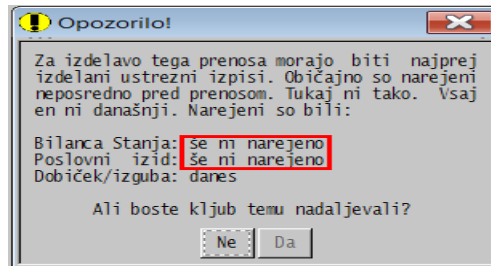 Opozorilo!
Za izdelavo tega prenosa morajo biti najprej
izdelani ustrezni izpisi. Običajno so narejeni
neposredno pred prenosom. Tukaj ni tako. Vsaj
en ni današnji. Narejeni so bili:
Bilanca Stanja: še ni narejeno
Poslovni izid: še ni narejeno
Dobiček/izguba: danes
Ali boste kljub temu nadaljevali?
Ne Da